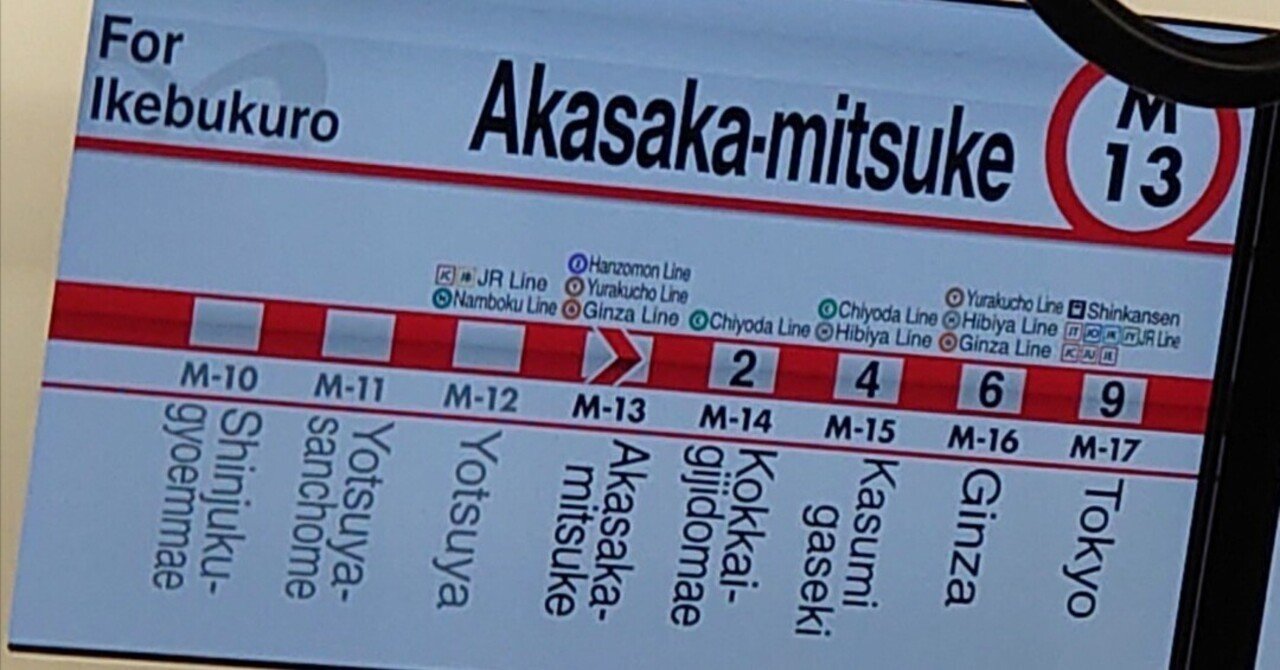 For
Ikebukuro
Akasaka-mitsuke
M
13
JR Line
Namboku Line
Hanzomon Line
Yurakucho Line
Ginza Line
Chiyoda Line
Chiyoda Line
Hibiya Line
Yurakucho Line
Hibiya Line
Ginza Line
Shinkansen
JR Line
2
4
6
9
M-10
M-11
M-12
M-13
M-14
M-15
M-16
M-17
Shinjuku-
gyoemmae
Yotsuya-
sanchome
Yotsuya
Akasaka-
mitsuke
Kokkai-
gijidomae
Kasumi
gaseki
Ginza
Tokyo